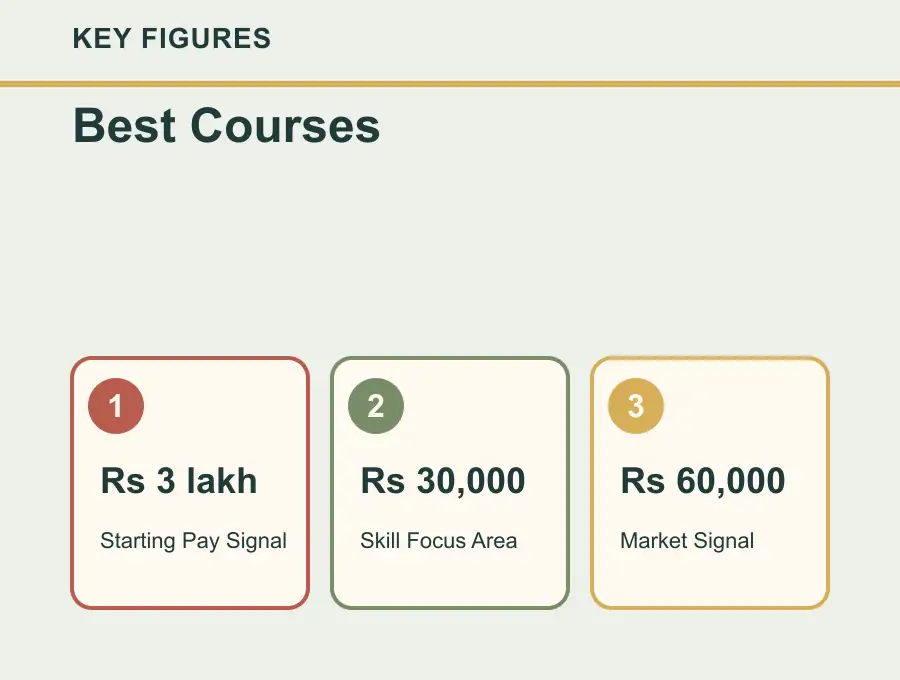 KEY FIGURES
Best Courses
1
Rs 3 lakh
Starting Pay Signal
2
Rs 30,000
Skill Focus Area
3
Rs 60,000
Market Signal